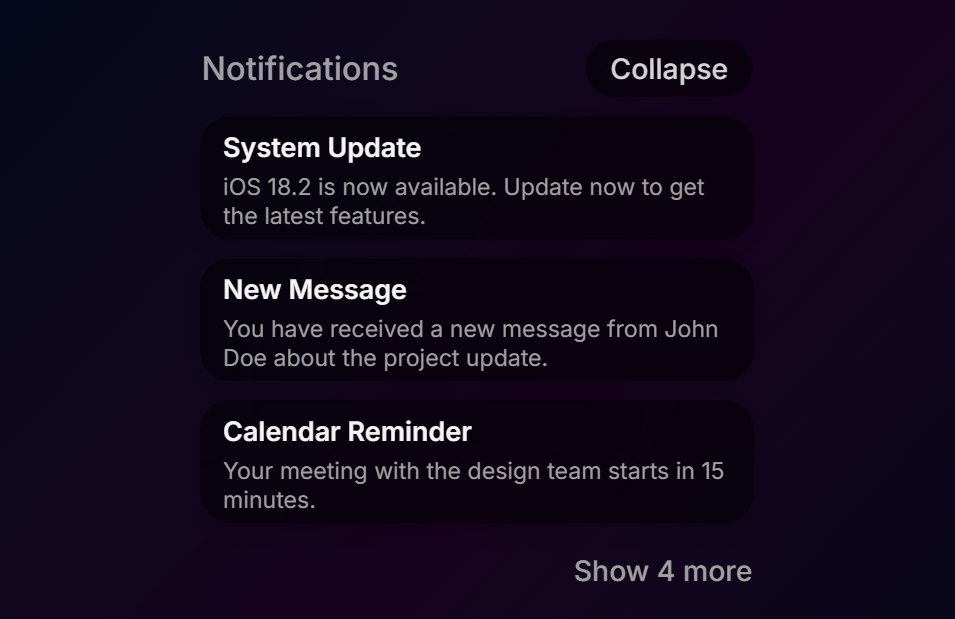 Notifications
Collapse
System Update
iOS 18.2 is now available. Update now to get
the latest features.
New Message
You have received a new message from John
Doe about the project update.
Calendar Reminder
Your meeting with the design team starts in 15
minutes.
Show 4 more